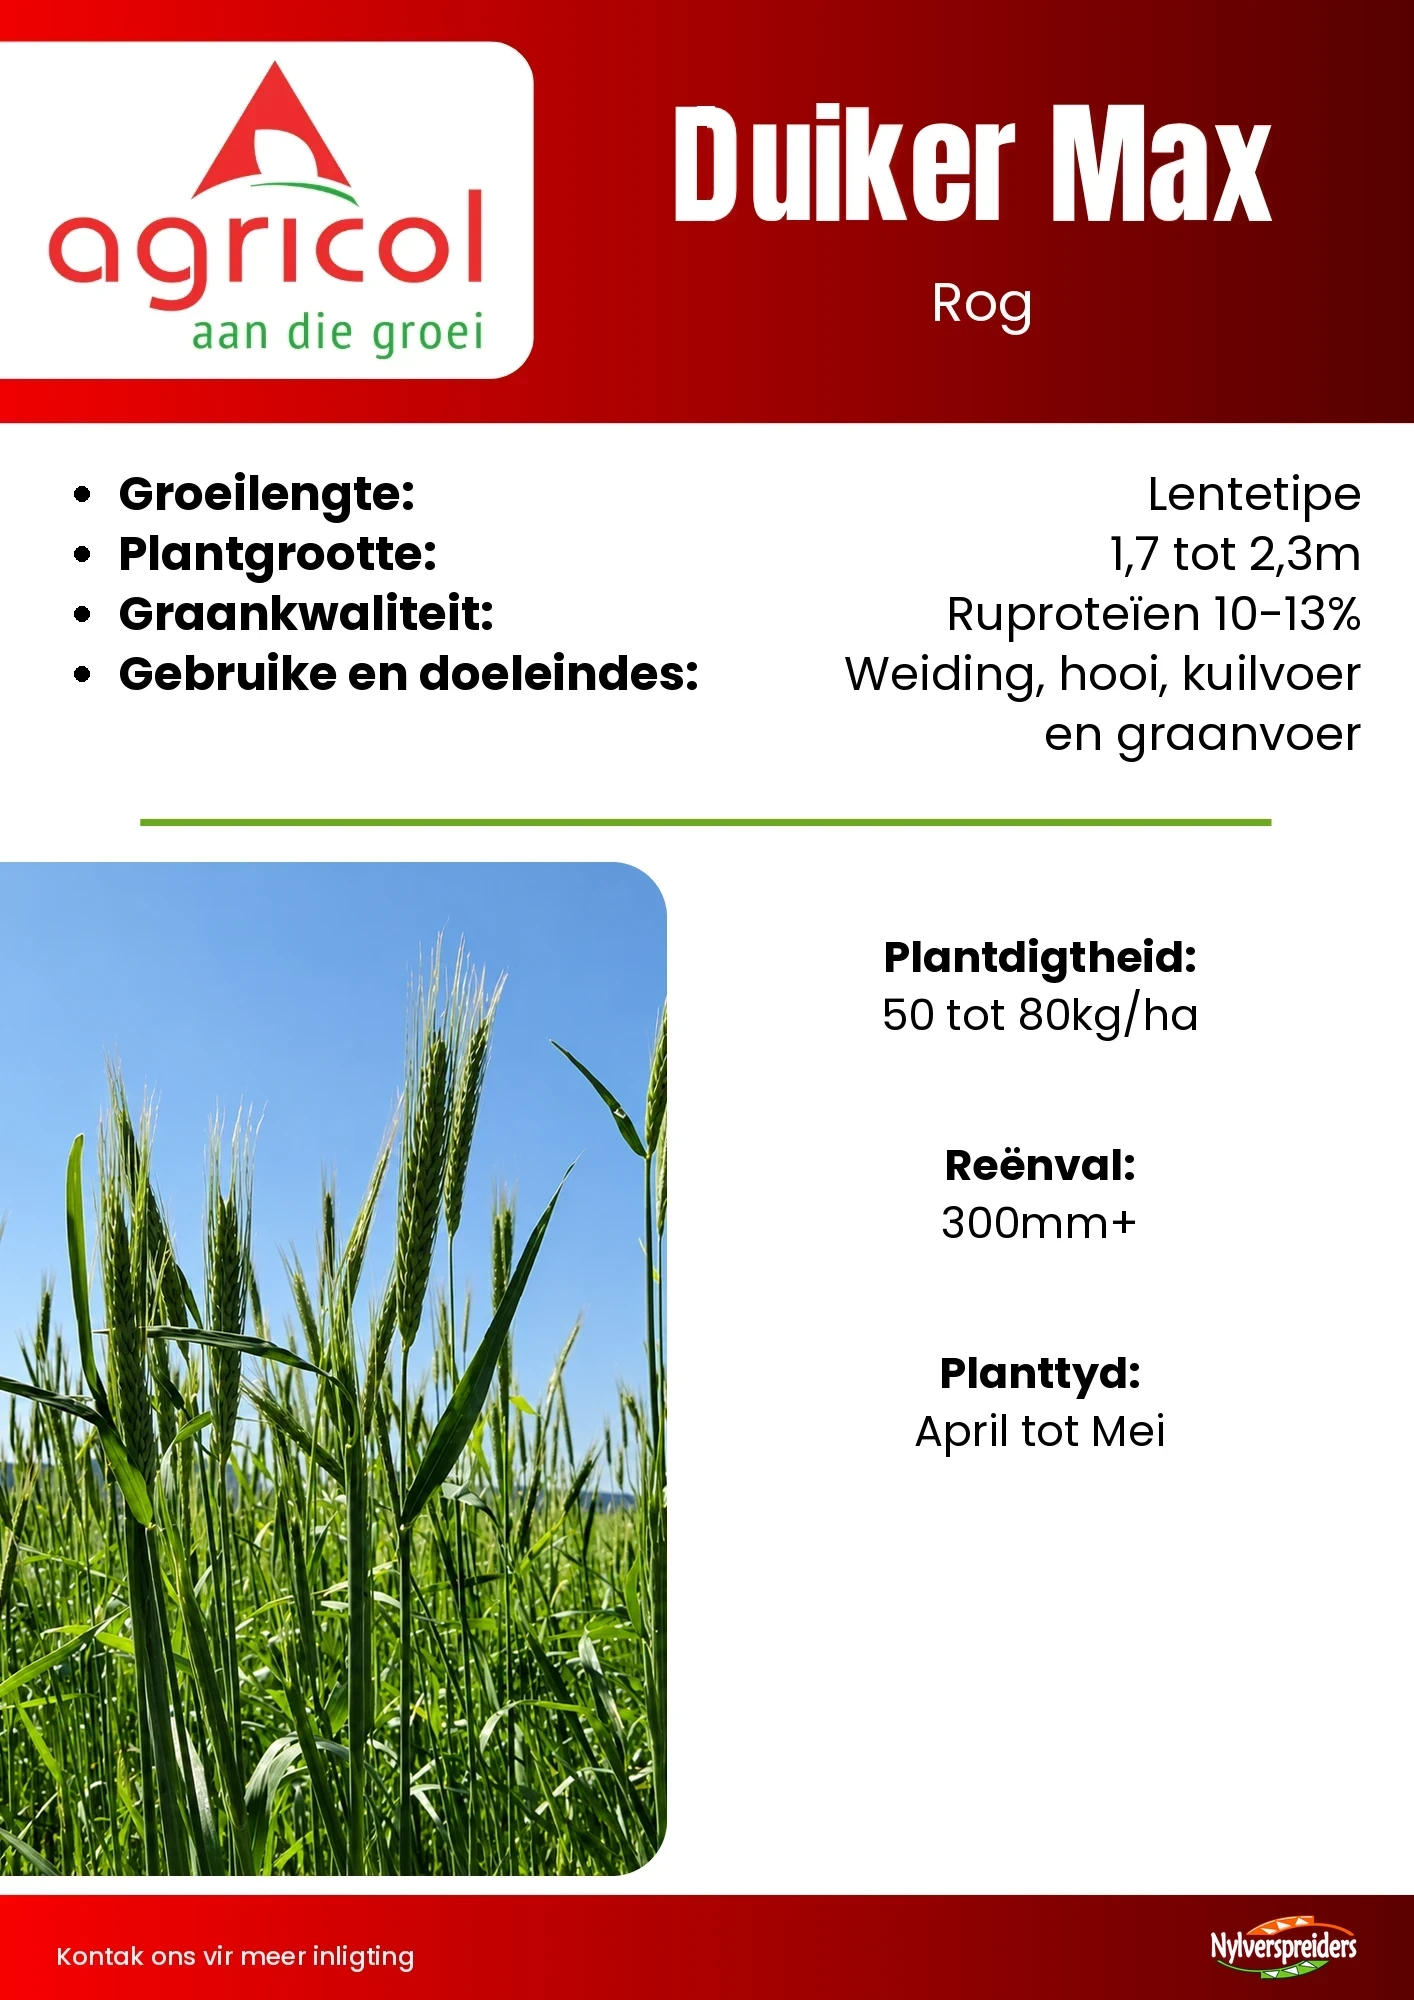 agricol
aan die groei
Duiker Max
Rog
• Groeilengte: Lentetipe
• Plantgrootte: 1,7 tot 2,3m
• Graankwaliteit: Ruproteïen 10-13%
• Gebruike en doeleindes: Weiding, hooi, kuilvoer
en graanvoer
Plantdigtheid:
50 tot 80kg/ha
Reënval:
300mm+
Planttyd:
April tot Mei
Kontak ons vir meer inligting
Nylverspreiders